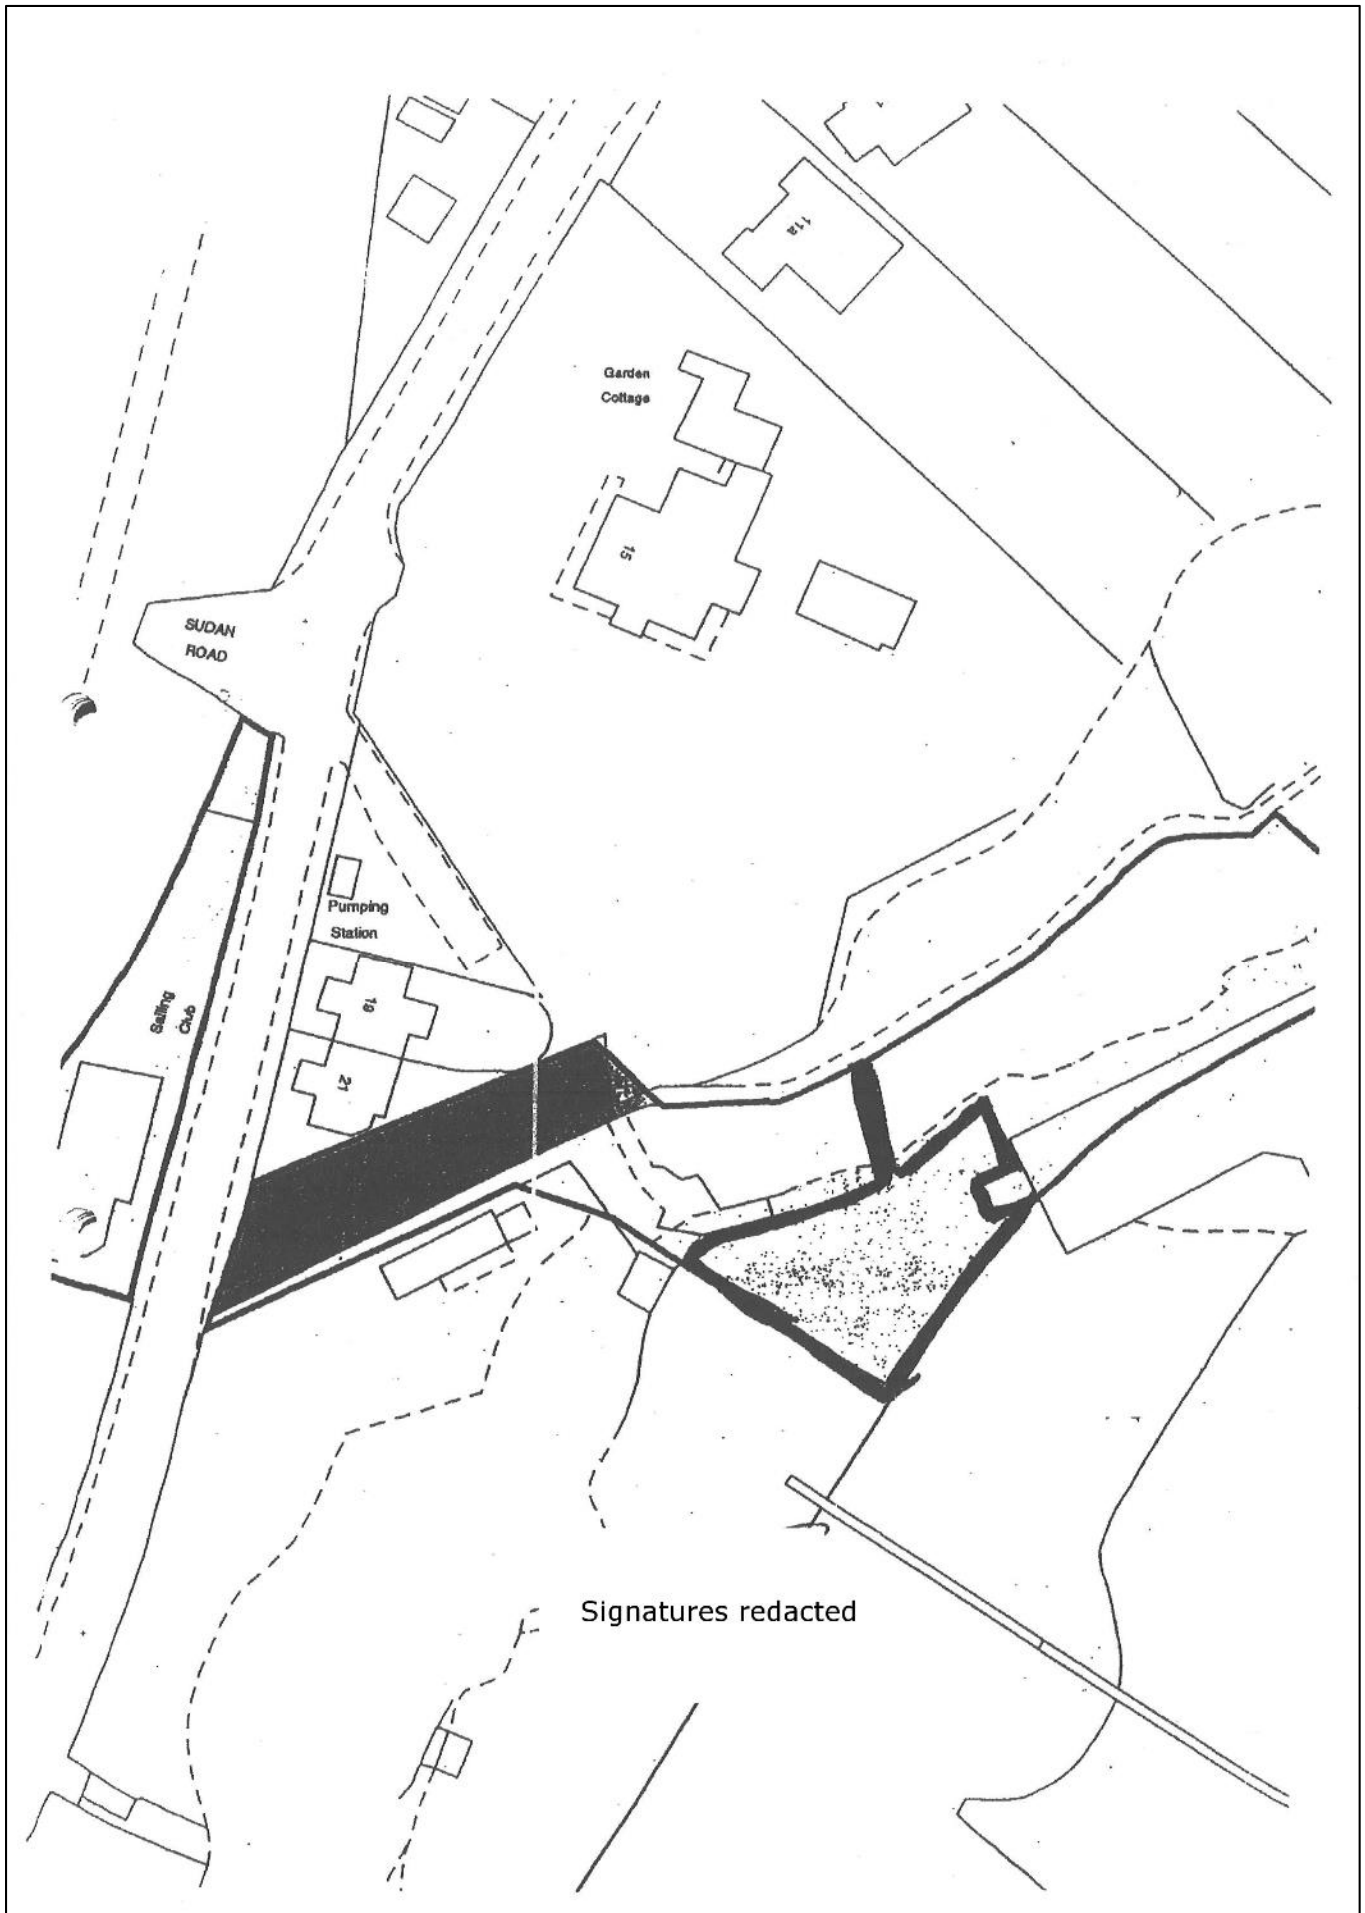 11a
Garden
Cottage
15
SUDAN
ROAD
Pumping
Station
19
Sailing
Club
21
Signatures redacted